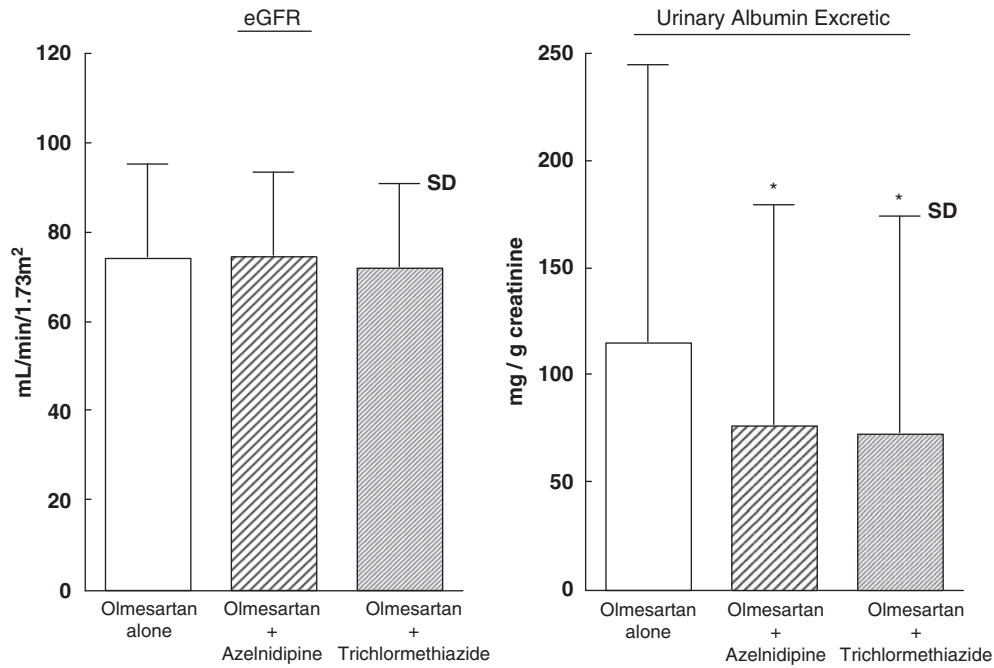 eGFR
120
100
80
60
40
20
0
mL/min/1.73m²
SD
Olmesartan
alone
Olmesartan
+
Azelnidipine
Olmesartan
+
Trichlormethiazide
Urinary Albumin Excretic
250
200
150
100
50
0
mg / g creatinine
*
*
SD
Olmesartan
alone
Olmesartan
+
Azelnidipine
Olmesartan
+
Trichlormethiazide